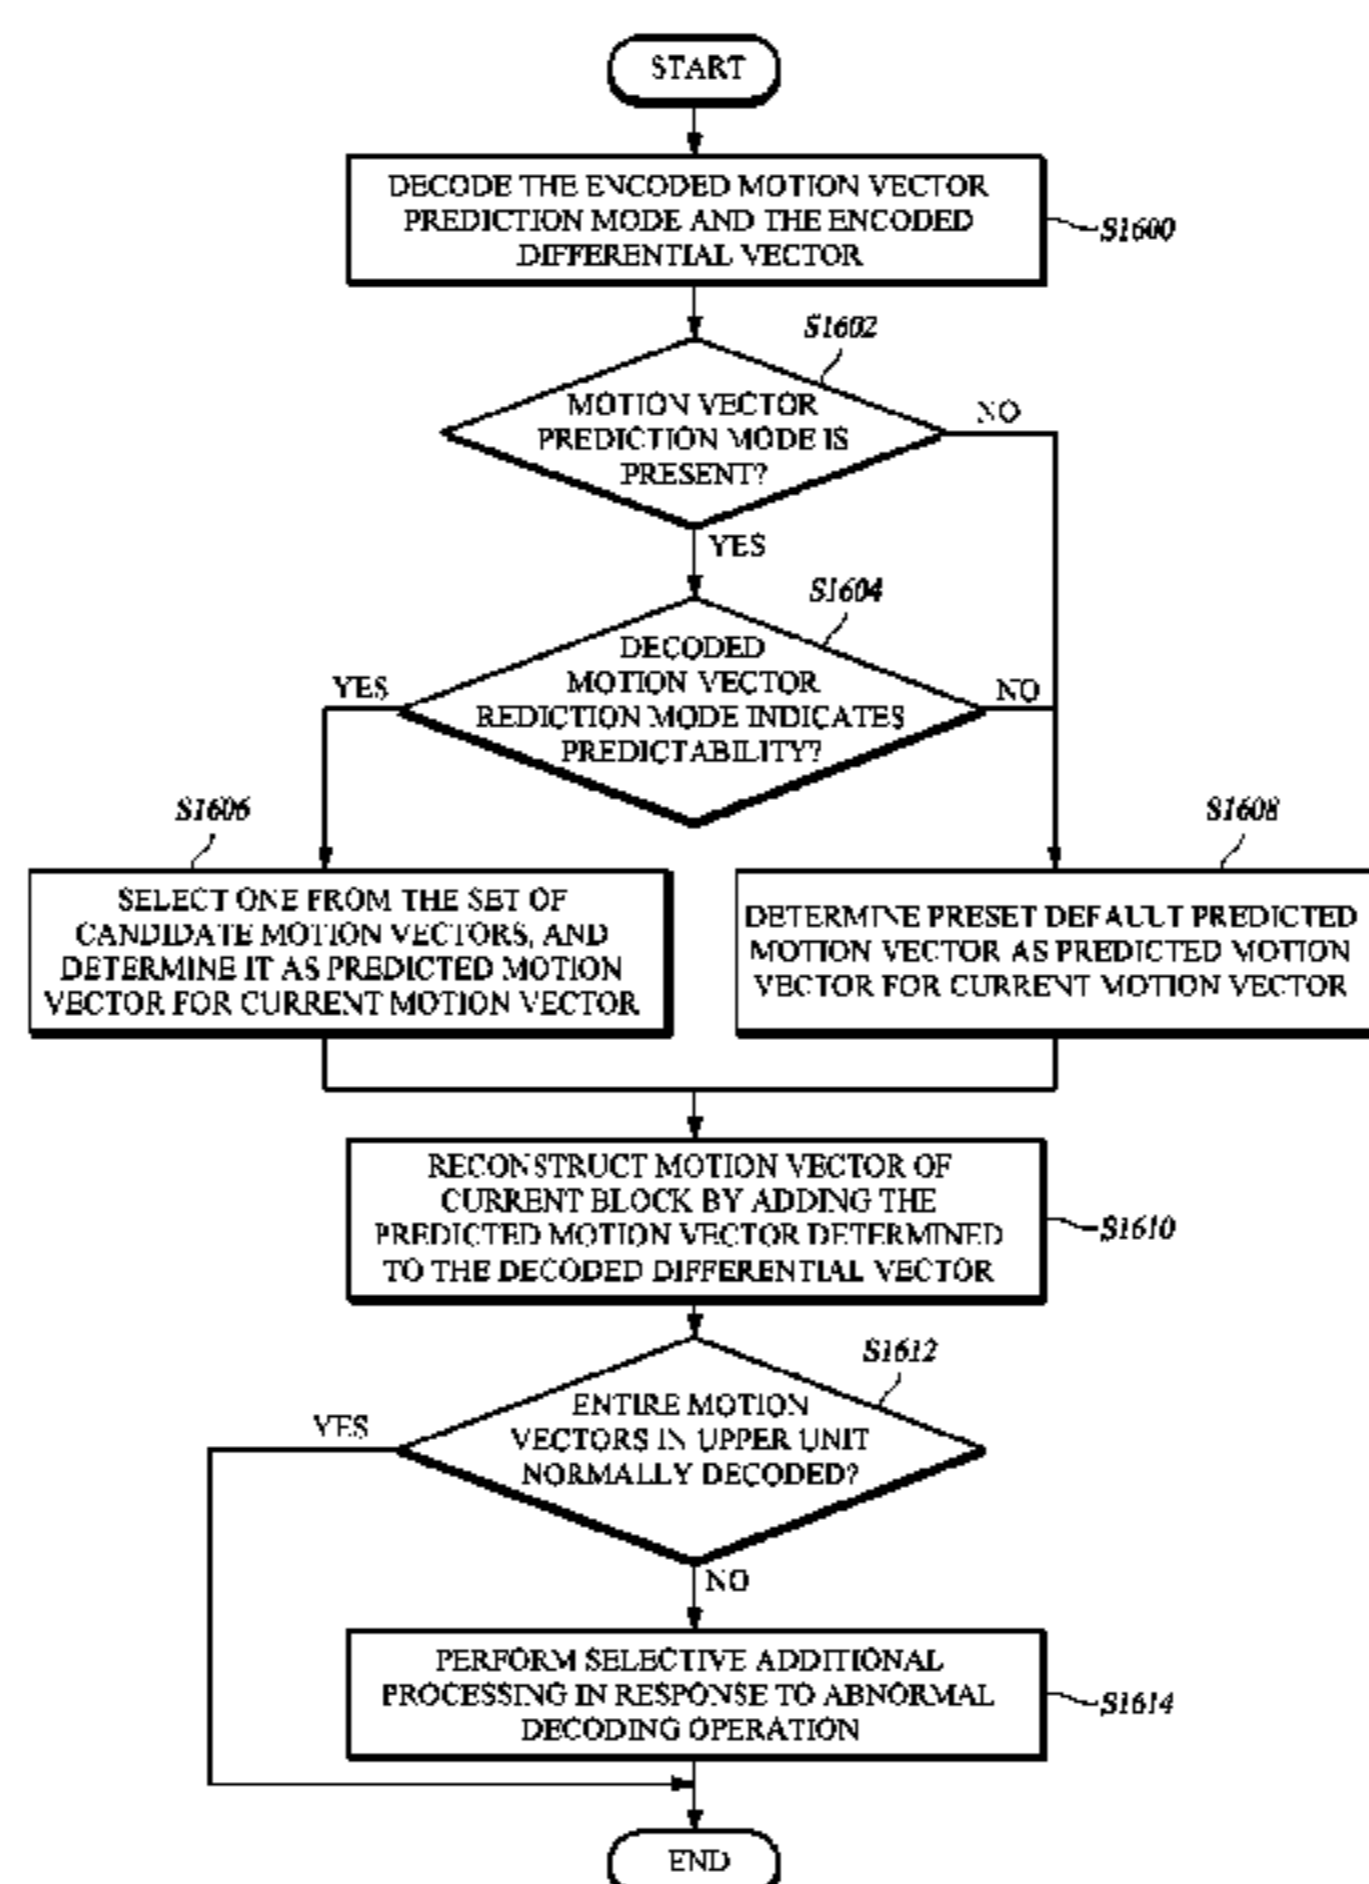 START
DECODE THE ENCODED MOTION VECTOR
PREDICTION MODE AND THE ENCODED
DIFFERENTIAL VECTOR
S1600
S1602
MOTION VECTOR
PREDICTION MODE IS
PRESENT?
NO
YES
S1604
DECODED
MOTION VECTOR
REDICTION MODE INDICATES
PREDICTABILITY?
YES
NO
S1606
SELECT ONE FROM THE SET OF
CANDIDATE MOTION VECTORS, AND
DETERMINE IT AS PREDICTED MOTION
VECTOR FOR CURRENT MOTION VECTOR
S1608
DETERMINE PRESET DEFAULT PREDICTED
MOTION VECTOR AS PREDICTED MOTION
VECTOR FOR CURRENT MOTION VECTOR
RECONSTRUCT MOTION VECTOR OF
CURRENT BLOCK BY ADDING THE
PREDICTED MOTION VECTOR DETERMINED
TO THE DECODED DIFFERENTIAL VECTOR
S1610
S1612
ENTIRE MOTION
VECTORS IN UPPER UNIT
NORMALLY DECODED?
YES
NO
PERFORM SELECTIVE ADDITIONAL
PROCESSING IN RESPONSE TO ABNORMAL
DECODING OPERATION
S1614
END